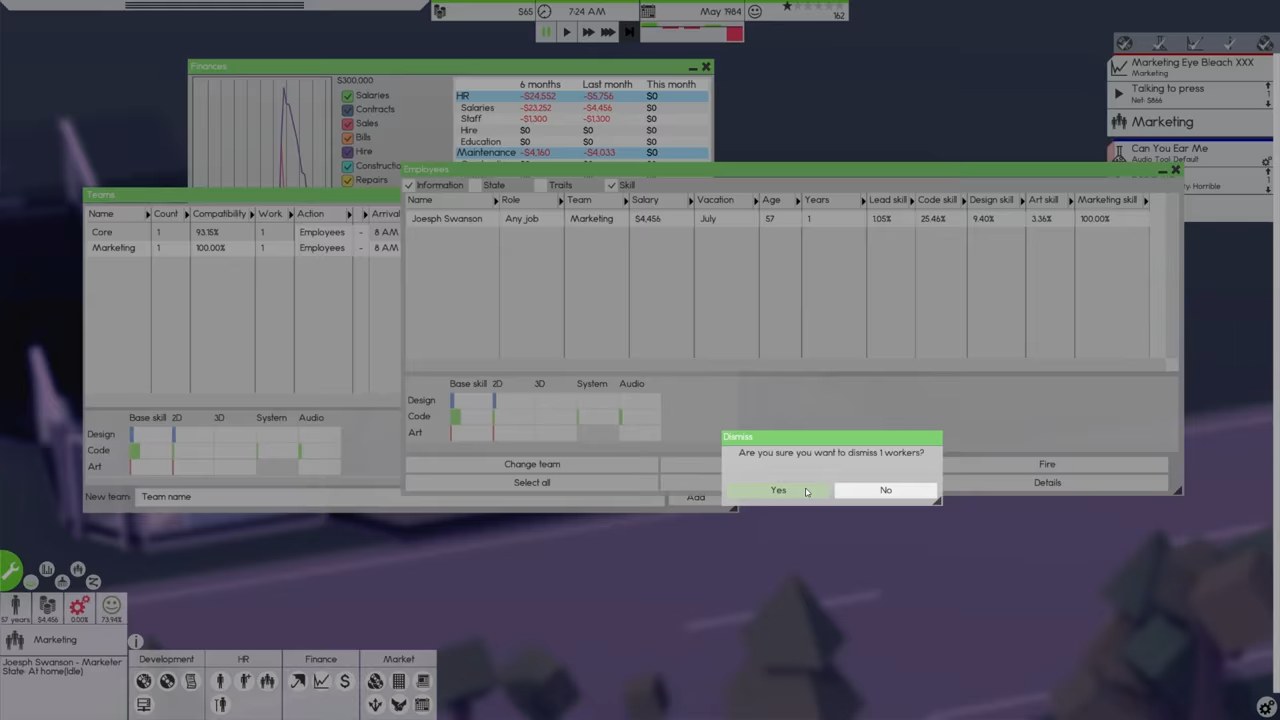 $65 7:24 AM May 1984 162
Finances
$300,000
Salaries
Contracts
Sales
Bills
Hire
Constructio
Repairs
6 months Last month This month
HR -$24,552 -$5,756 $0
Salaries -$23,252 -$4,456 $0
Staff -$1,300 -$1,300 $0
Hire $0 $0 $0
Education $0 $0 $0
Maintenance -$4,160 -$4,033 $0
Marketing Eye Bleach XXX
Marketing
Talking to press
Net: $866
1
1
Marketing
Can You Ear Me
Audio Tool Default
Horrible
1
Teams
Name Count Compatibility Work Action Arrival
Core 1 93.15% 1 Employees - 8 AM
Marketing 1 100.00% 1 Employees - 8 AM
Base skill 2D 3D System Audio
Design
Code
Art
New team Team name Add
Employees
Information State Traits Skill
Name Role Team Salary Vacation Age Years Lead skill Code skill Design skill Art skill Marketing skill
Joesph Swanson Any job Marketing $4,456 July 57 1 1.05% 25.46% 9.40% 3.36% 100.00%
Base skill 2D 3D System Audio
Design
Code
Art
Change team Fire
Select all Details
Dismiss
Are you sure you want to dismiss 1 workers?
Yes No
57 years $4,456 0.00% 73.94%
Marketing
Joesph Swanson - Marketer
State: At home(Idle)
Development HR Finance Market